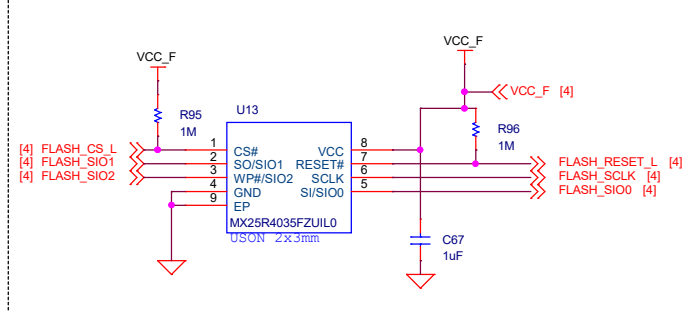 VCC_F
VCC_F
VCC_F [4]
R95
1M
U13
R96
1M
[4] FLASH_CS_L
[4] FLASH_SIO1
[4] FLASH_SIO2
1 CS# VCC 8
2 SO/SIO1 RESET# 7
3 WP#/SIO2 SCLK 6
4 GND SI/SIO0 5
9 EP
FLASH_RESET_L [4]
FLASH_SCLK [4]
FLASH_SIO0 [4]
MX25R4035FZUIL0
USON 2x3mm
C67
1uF